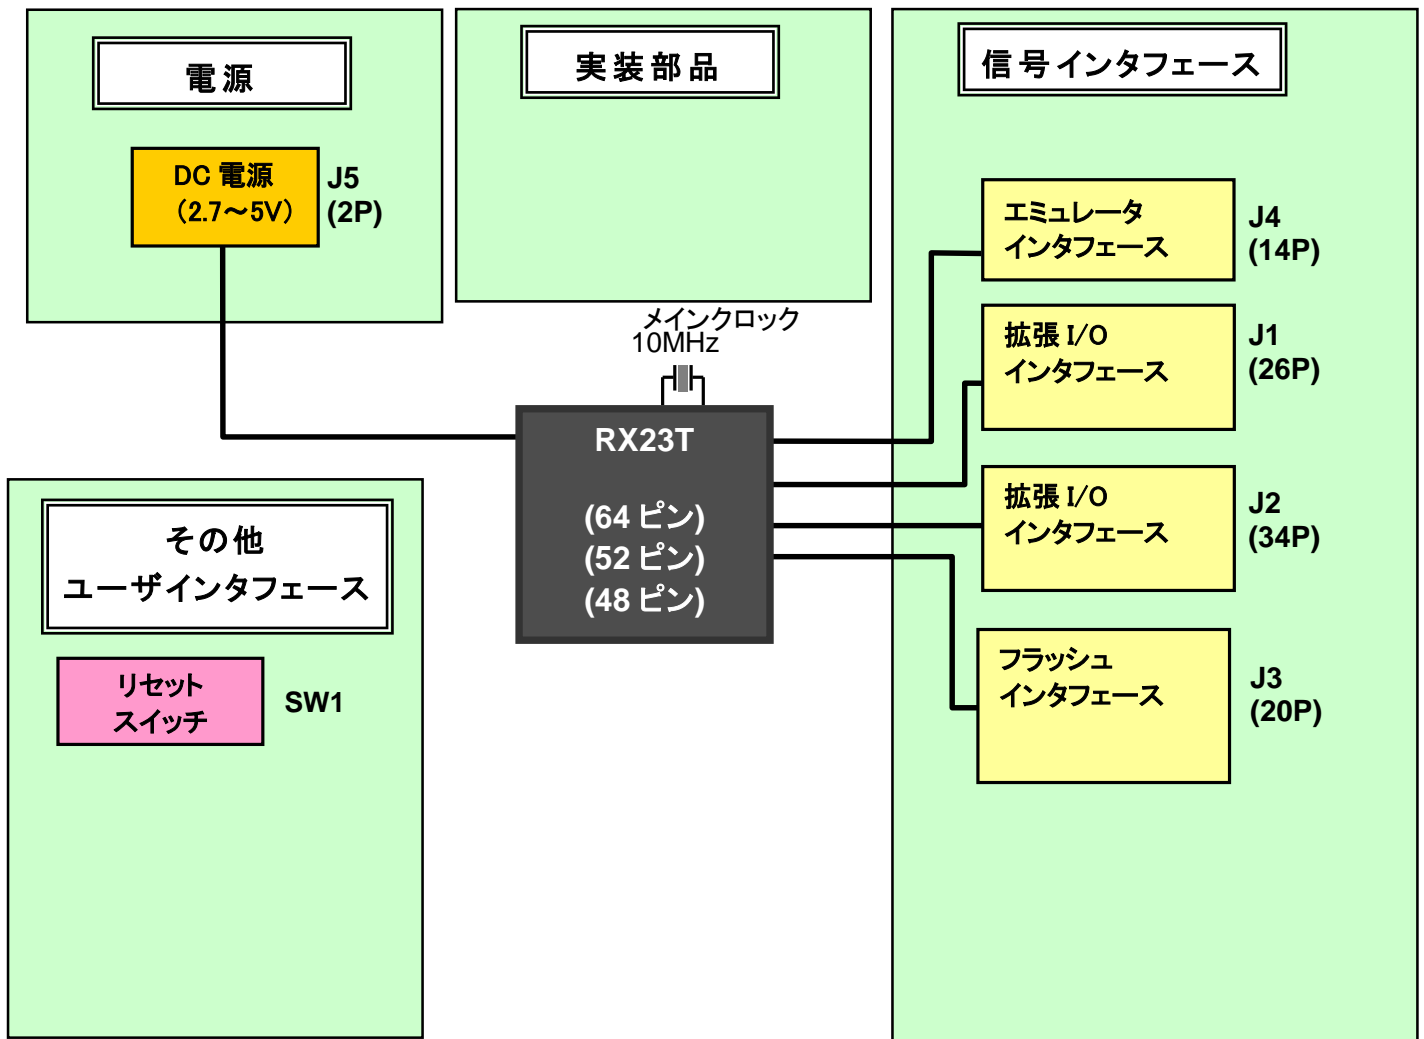 電源
DC 電源
（2.7～5V）
J5
(2P)
実装部品
信号インタフェース
エミュレータ
インタフェース
J4
(14P)
拡張 I/O
インタフェース
J1
(26P)
拡張 I/O
インタフェース
J2
(34P)
フラッシュ
インタフェース
J3
(20P)
メインクロック
10MHz
RX23T
(64 ピン)
(52 ピン)
(48 ピン)
その他
ユーザインタフェース
リセット
スイッチ
SW1